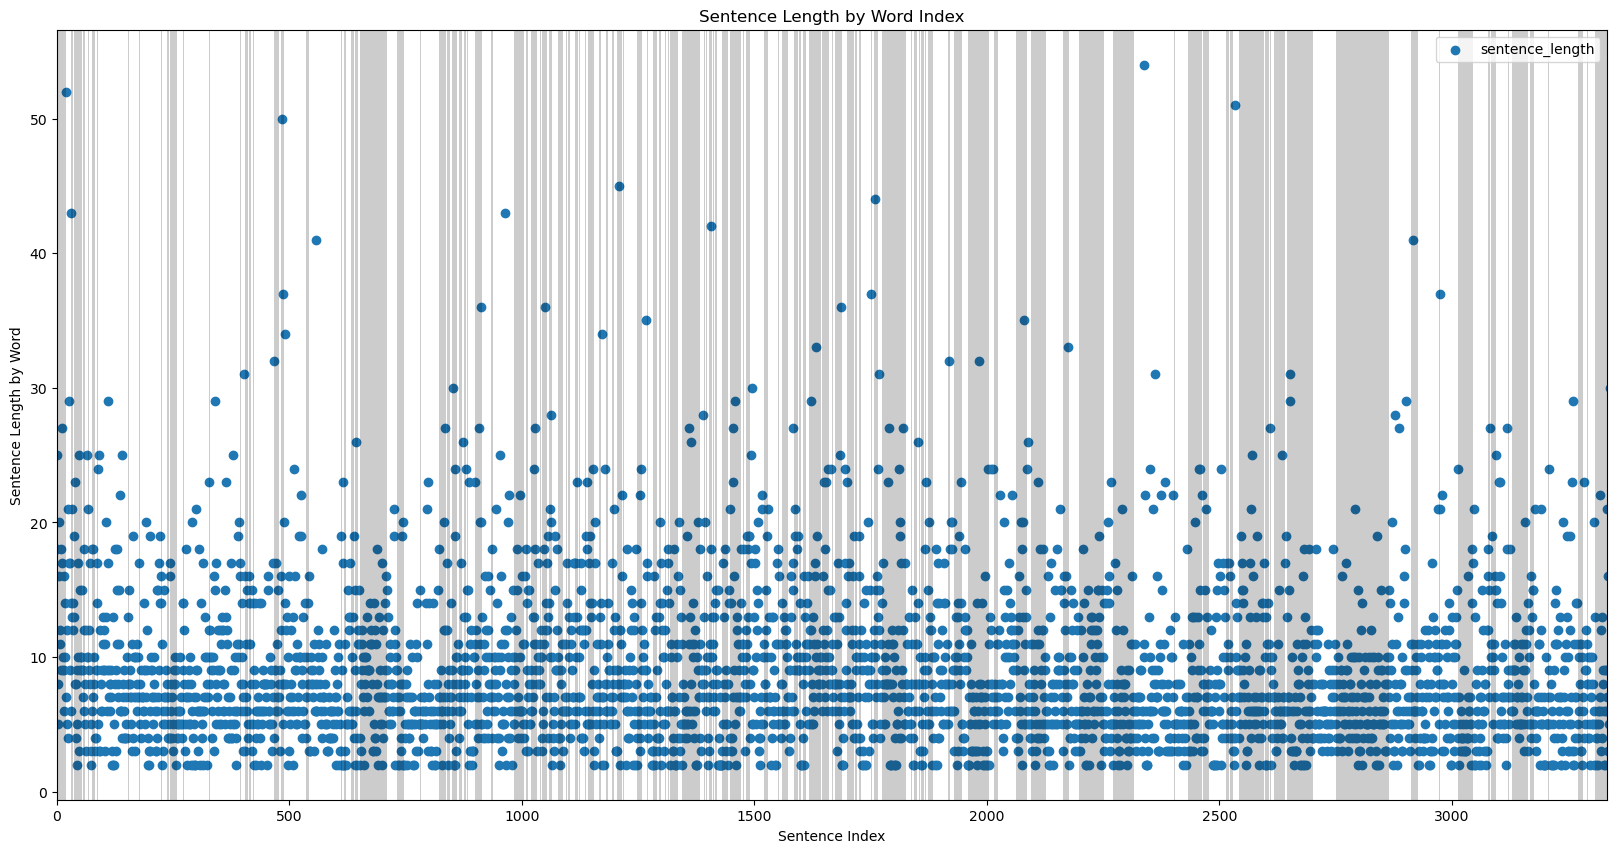 Sentence Length by Word Index
sentence_length
Sentence Length by Word
50
40
30
20
10
0
0 500 1000 1500 2000 2500 3000
Sentence Index